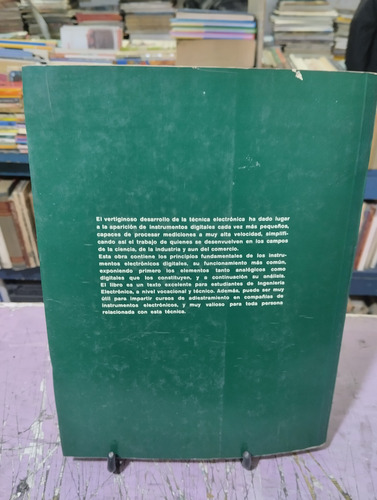 El vertiginoso desarrollo de la técnica electrónica ha dado lugar
a la aparición de instrumentos digitales cada vez más pequeños,
capaces de procesar mediciones a muy alta velocidad, simplifi-
cando así el trabajo de quienes se desenvuelven en los campos
de la ciencia, de la industria y aun del comercio.
Esta obra contiene los principios fundamentales de los instru-
mentos electrónicos digitales, su funcionamiento más común,
exponiendo primero los elementos tanto analógicos como
digitales que los constituyen, y a continuación su análisis.
El libro es un texto excelente para estudiantes de Ingeniería
Electrónica, a nivel vocacional y técnico. Además, puede ser muy
útil para impartir cursos de adiestramiento en compañías de
instrumentos electrónicos, y muy valioso para toda persona
relacionada con esta técnica.